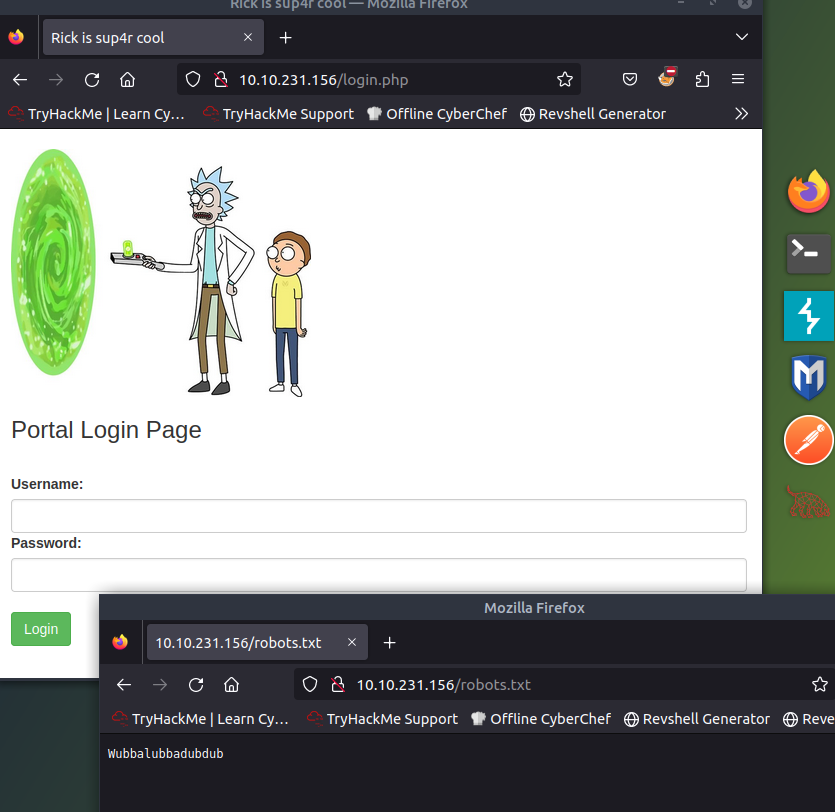 Rick is sup4r cool — Mozilla Firefox
Rick is sup4r cool
10.10.231.156/login.php
TryHackMe | Learn Cy… TryHackMe Support Offline CyberChef Revshell Generator
Portal Login Page
Username:
Password:
Login
Mozilla Firefox
10.10.231.156/robots.txt
10.10.231.156/robots.txt
TryHackMe | Learn Cy… TryHackMe Support Offline CyberChef Revshell Generator Reve
Wubbalubbadubdub